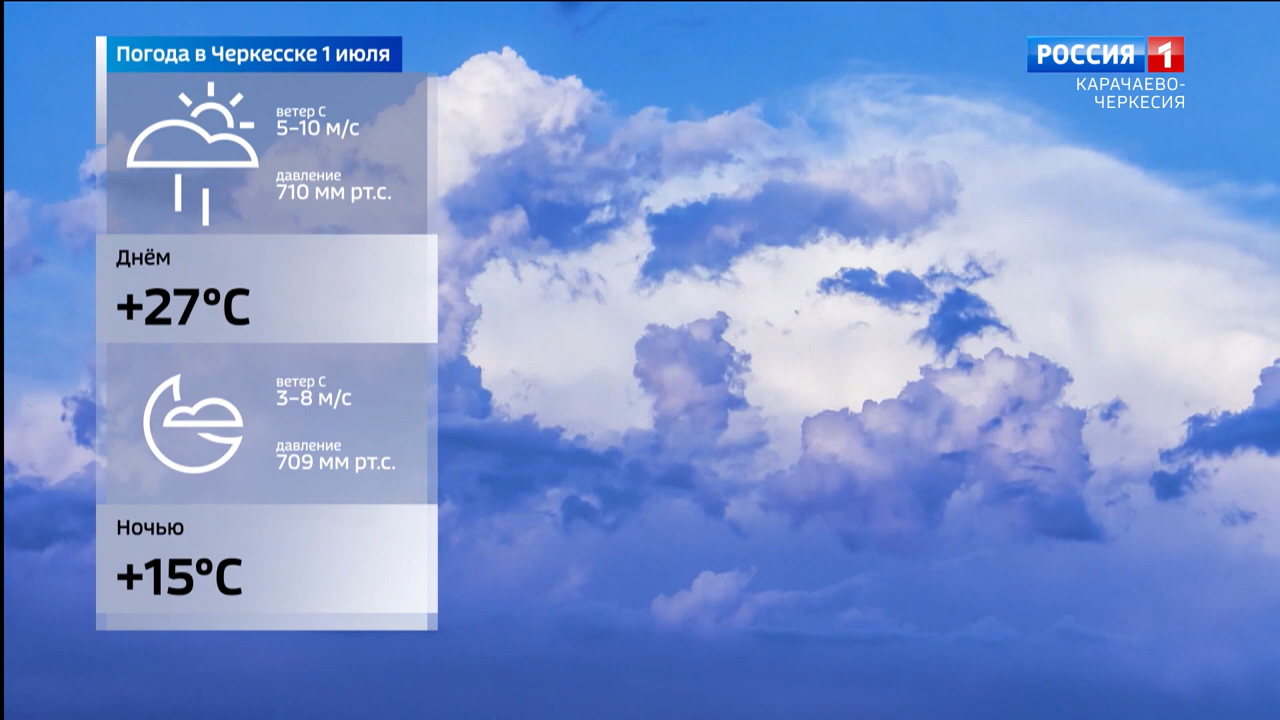 Погода в Черкесске 1 июля
РОССИЯ 1
КАРАЧАЕВО-
ЧЕРКЕСИЯ
ветер С
5–10 м/с
давление
710 мм рт.с.
Днём
+27°C
ветер С
3–8 м/с
давление
709 мм рт.с.
Ночью
+15°C